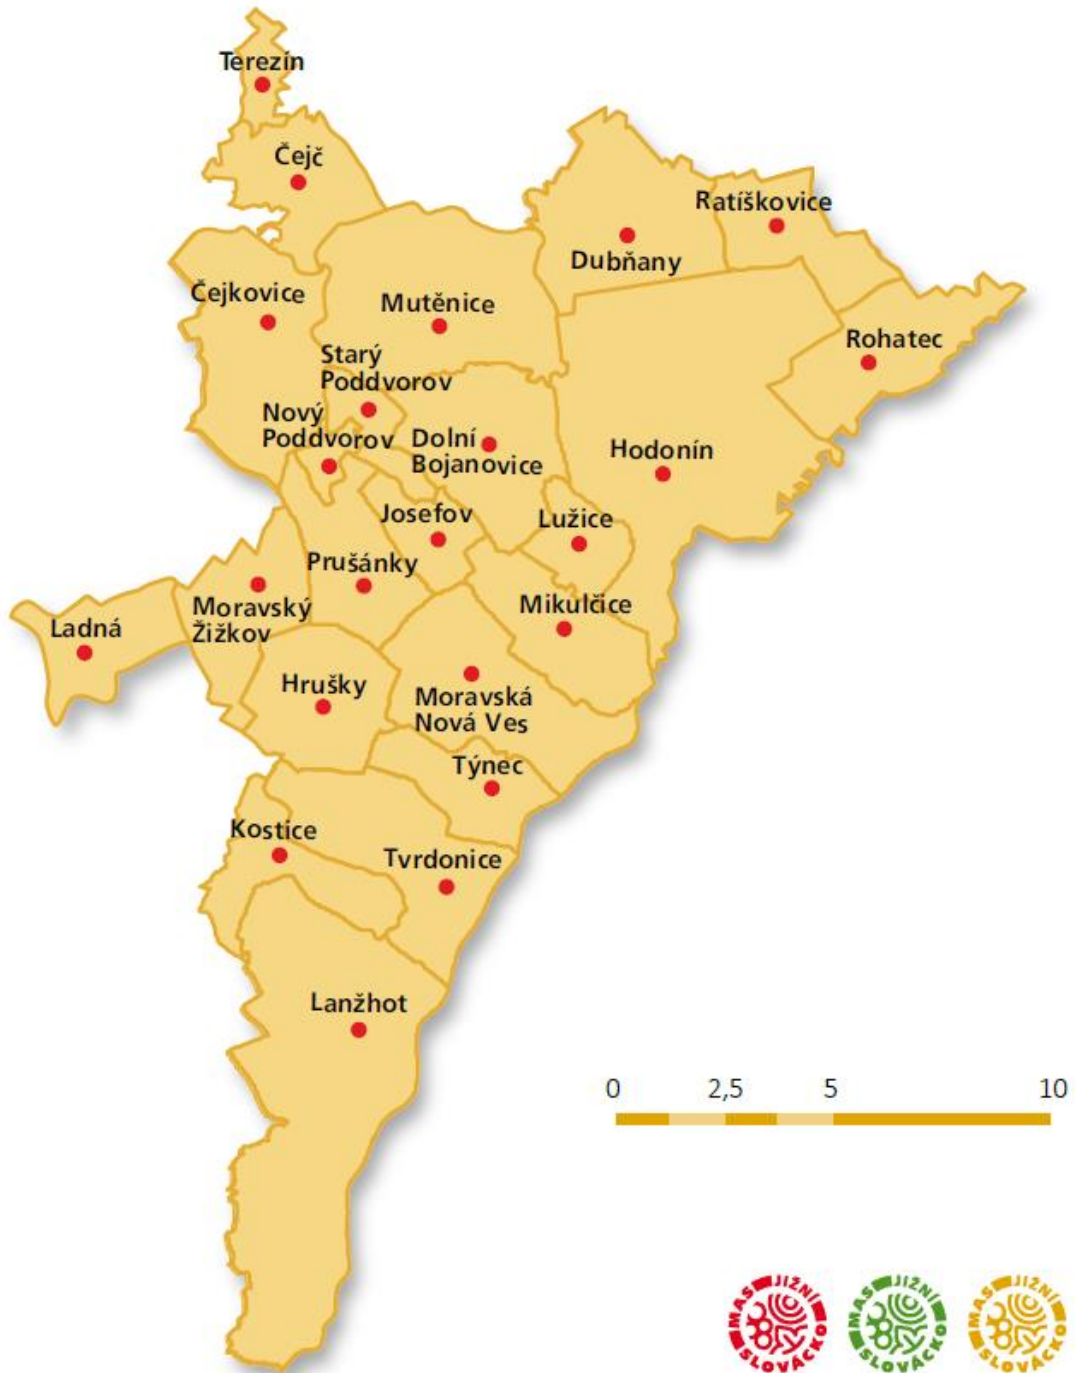 Terezín
Čejč
Ratíškovice
Dubňany
Čejkovice
Mutěnice
Rohatec
Starý
Poddvorov
Nový
Poddvorov
Dolní
Bojanovice
Hodonín
Josefov
Lužice
Prušánky
Mikulčice
Moravský
Žižkov
Ladná
Hrušky
Moravská
Nová Ves
Týnec
Kostice
Tvrdonice
Lanžhot
0 2,5 5 10
MAS JIŽNÍ
SLOVÁCKO
MAS JIŽNÍ
SLOVÁCKO
MAS JIŽNÍ
SLOVÁCKO